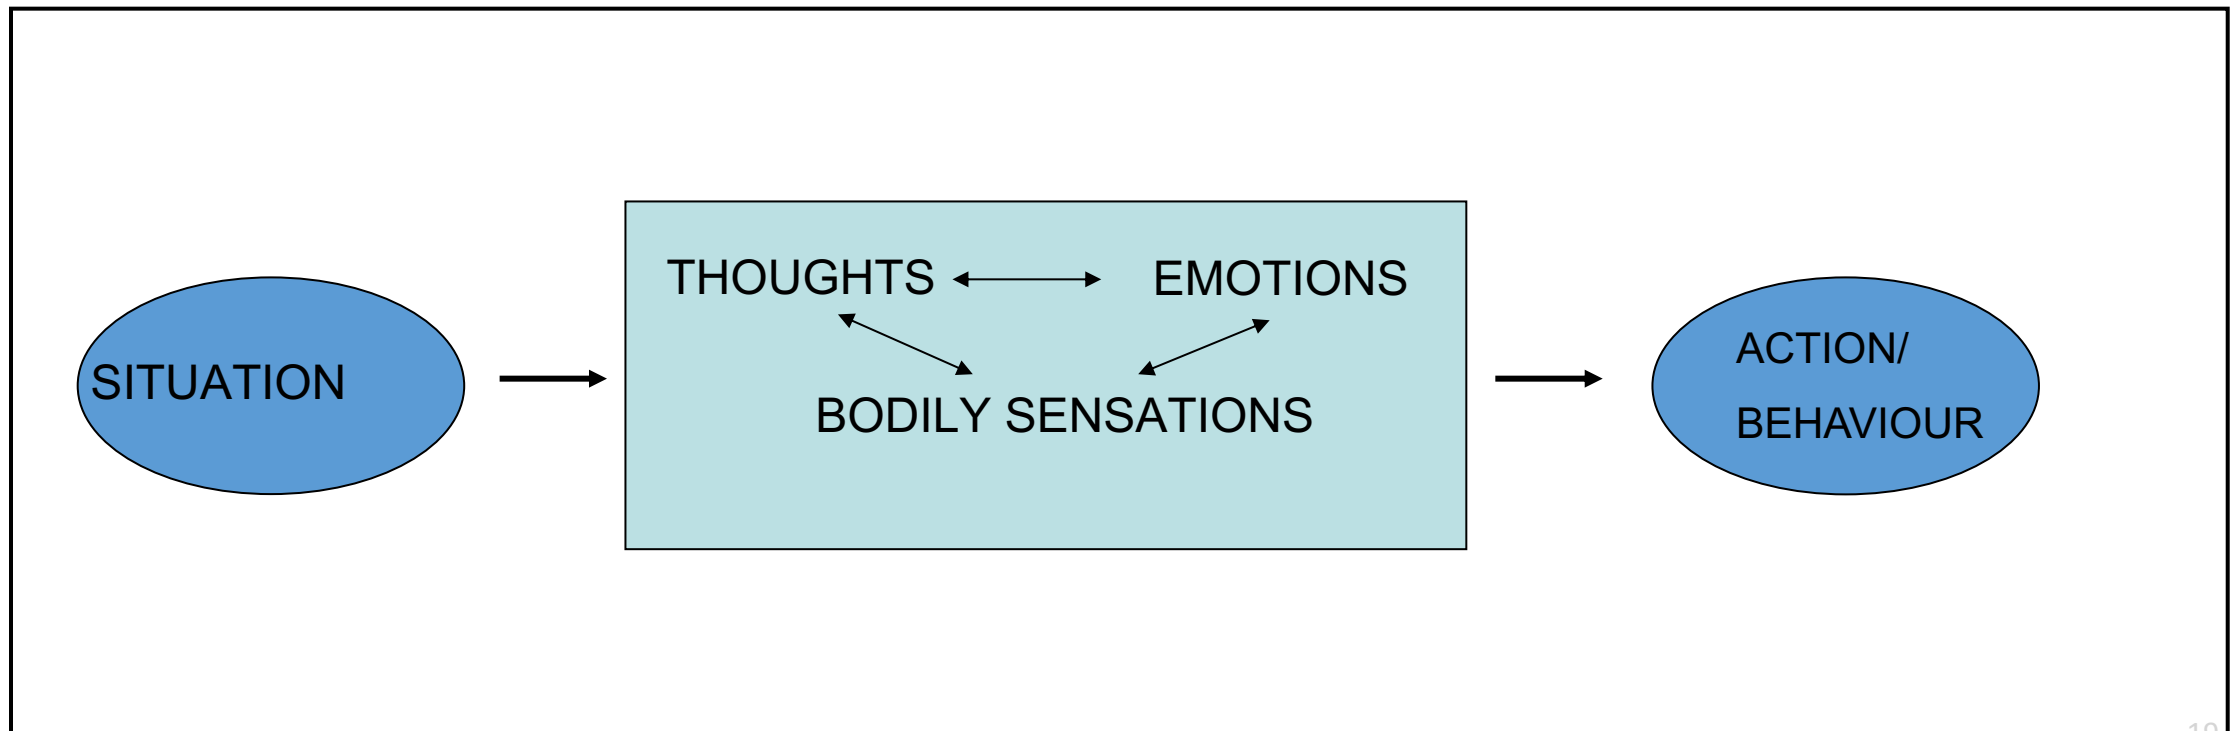 THOUGHTS EMOTIONS
SITUATION
BODILY SENSATIONS
ACTION/
BEHAVIOUR